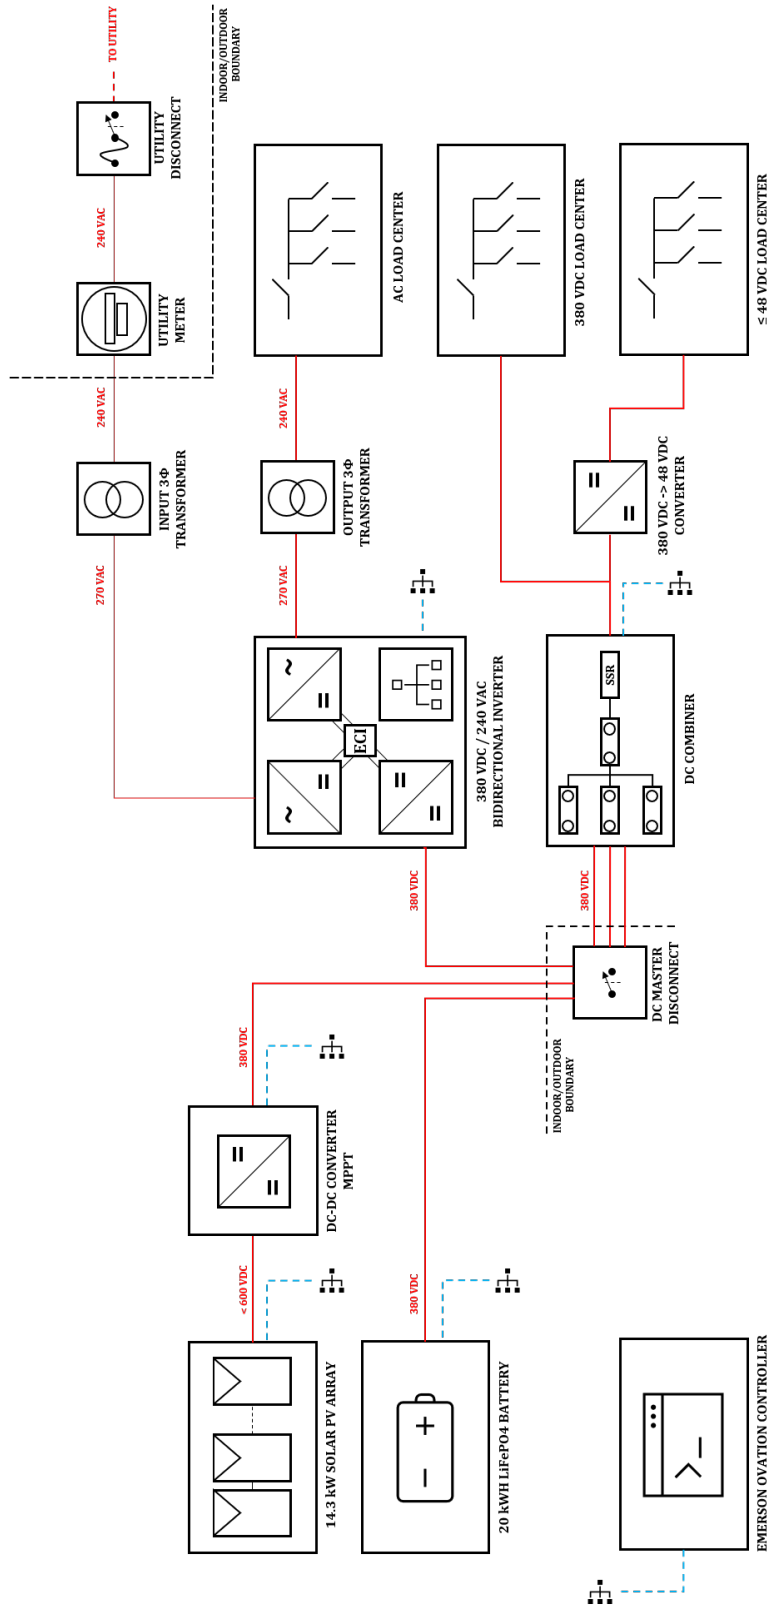 TO UTILITY
INDOOR/OUTDOOR
BOUNDARY
UTILITY
DISCONNECT
240 VAC
UTILITY
METER
240 VAC
INPUT 3Φ
TRANSFORMER
270 VAC
AC LOAD CENTER
240 VAC
OUTPUT 3Φ
TRANSFORMER
270 VAC
380 VDC LOAD CENTER
≤ 48 VDC LOAD CENTER
380 VDC -> 48 VDC
CONVERTER
ECI
380 VDC / 240 VAC
BIDIRECTIONAL INVERTER
SSR
DC COMBINER
380 VDC
380 VDC
DC MASTER
DISCONNECT
INDOOR/OUTDOOR
BOUNDARY
380 VDC
DC-DC CONVERTER
MPPT
<600 VDC
14.3 kW SOLAR PV ARRAY
380 VDC
20 kWH LiFePO4 BATTERY
EMERSON OVATION CONTROLLER